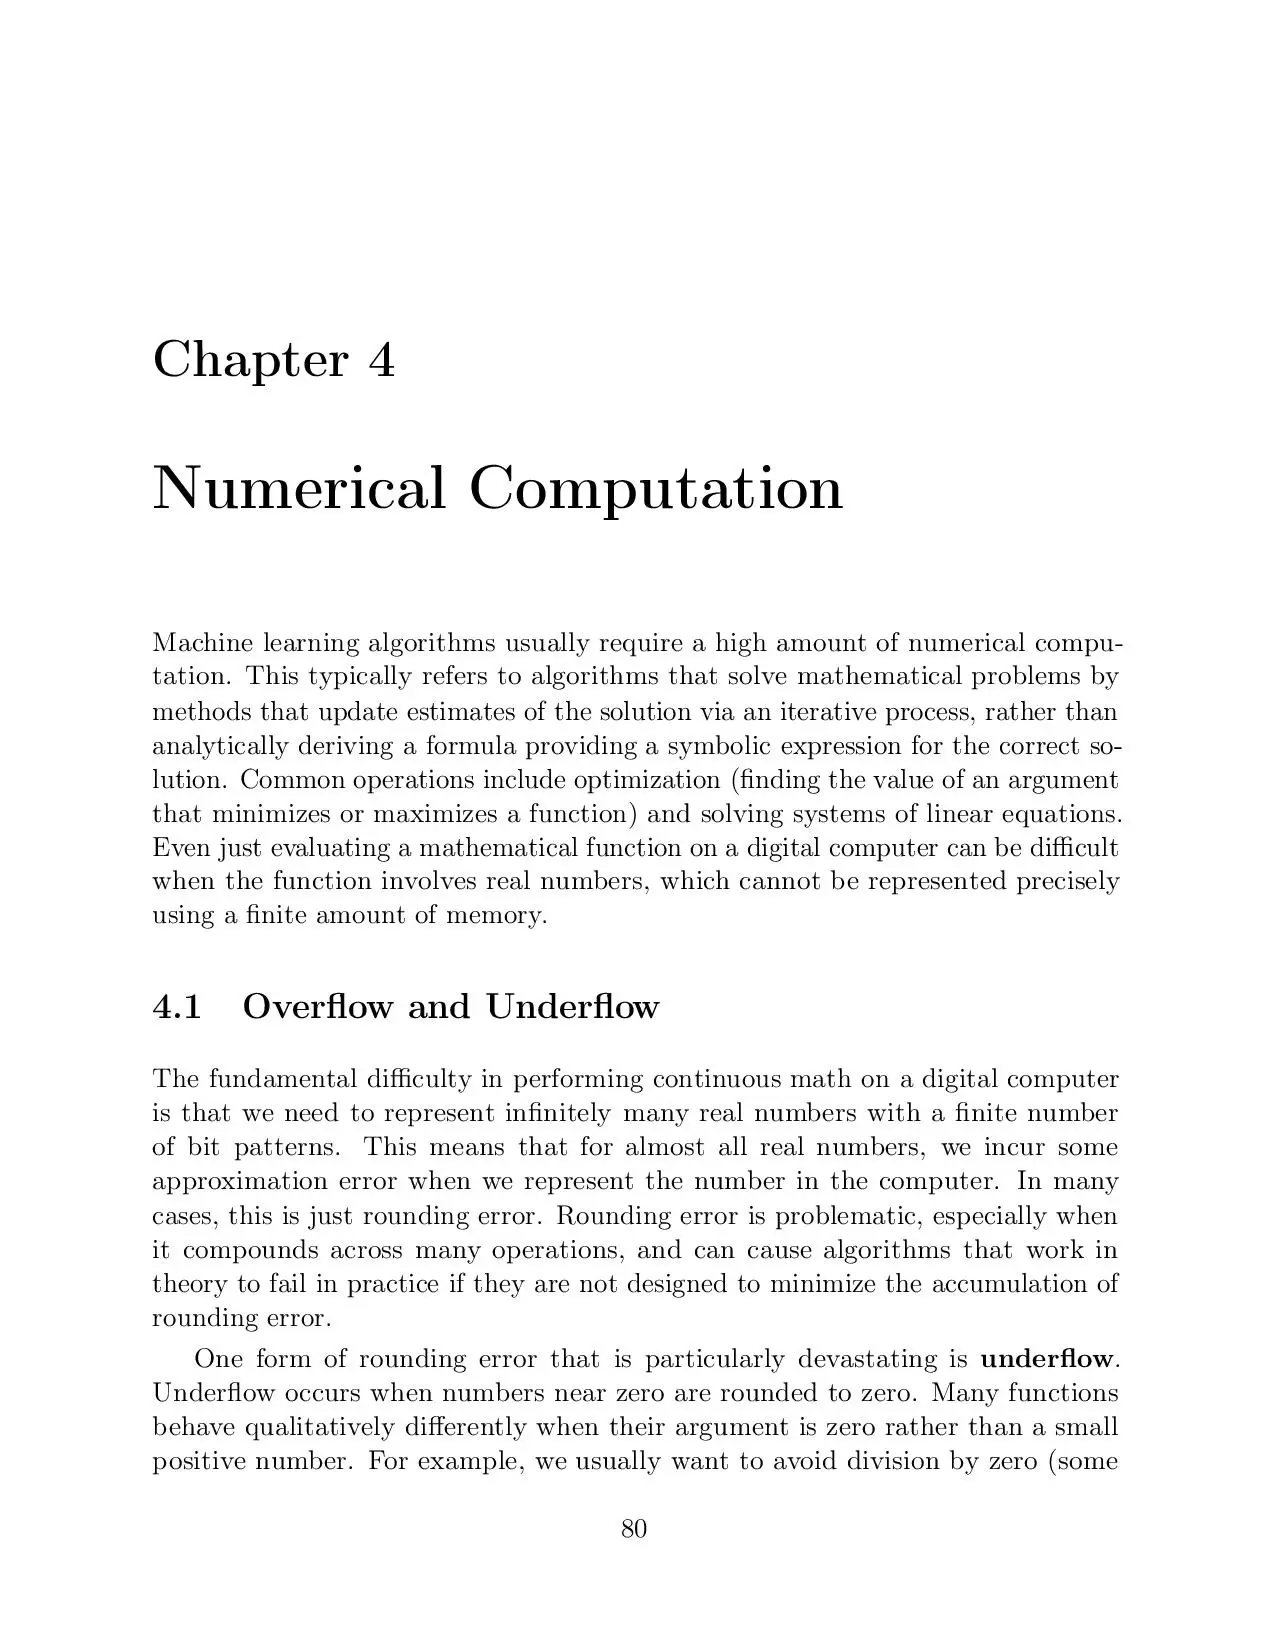 Chapter 4
Numerical Computation
Machine learning algorithms usually require a high amount of numerical compu-
tation. This typically refers to algorithms that solve mathematical problems by
methods that update estimates of the solution via an iterative process, rather than
analytically deriving a formula providing a symbolic expression for the correct so-
lution. Common operations include optimization (finding the value of an argument
that minimizes or maximizes a function) and solving systems of linear equations.
Even just evaluating a mathematical function on a digital computer can be difficult
when the function involves real numbers, which cannot be represented precisely
using a finite amount of memory.
4.1 Overflow and Underflow
The fundamental difficulty in performing continuous math on a digital computer
is that we need to represent infinitely many real numbers with a finite number
of bit patterns. This means that for almost all real numbers, we incur some
approximation error when we represent the number in the computer. In many
cases, this is just rounding error. Rounding error is problematic, especially when
it compounds across many operations, and can cause algorithms that work in
theory to fail in practice if they are not designed to minimize the accumulation of
rounding error.
One form of rounding error that is particularly devastating is underflow.
Underflow occurs when numbers near zero are rounded to zero. Many functions
behave qualitatively differently when their argument is zero rather than a small
positive number. For example, we usually want to avoid division by zero (some
80